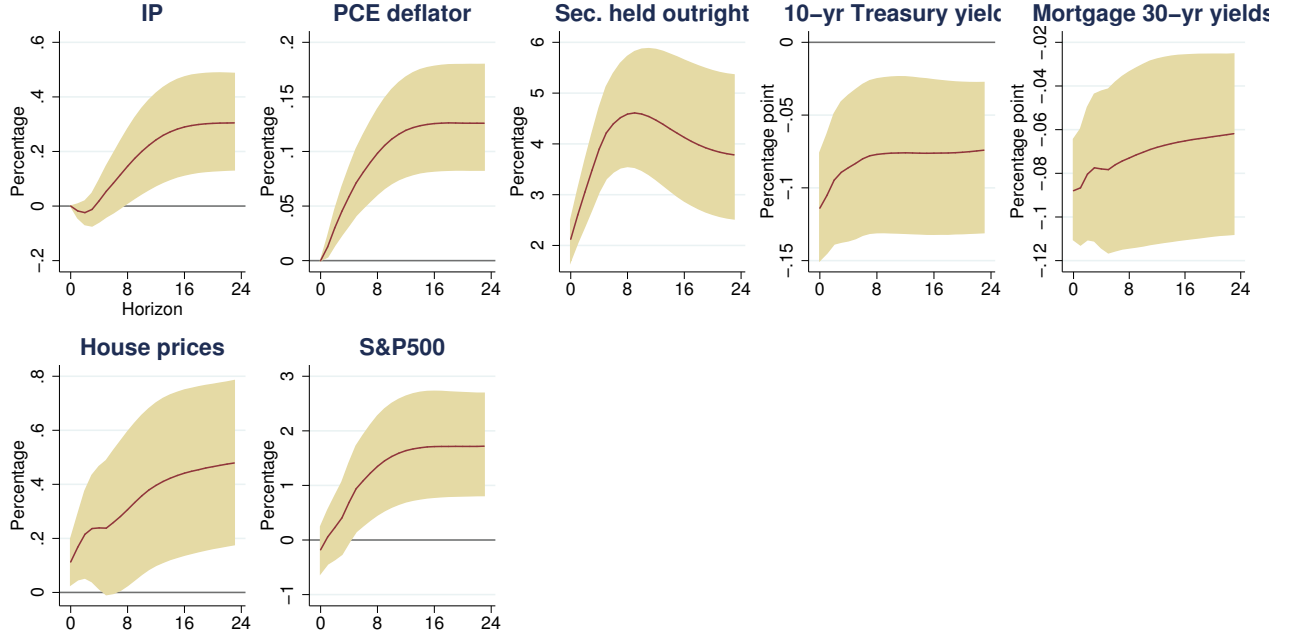 IP
.6
.4
.2
0
−.2
Percentage
0 8 16 24
Horizon
PCE deflator
.2
.15
.1
.05
0
Percentage
0 8 16 24
Sec. held outright
6
5
4
3
2
Percentage
0 8 16 24
10−yr Treasury yield
0
−.05
−.1
−.15
Percentage point
0 8 16 24
Mortgage 30−yr yields
−.02
−.04
−.06
−.08
−.1
−.12
Percentage point
0 8 16 24
House prices
.8
.6
.4
.2
0
Percentage
0 8 16 24
S&P500
3
2
1
0
−1
Percentage
0 8 16 24